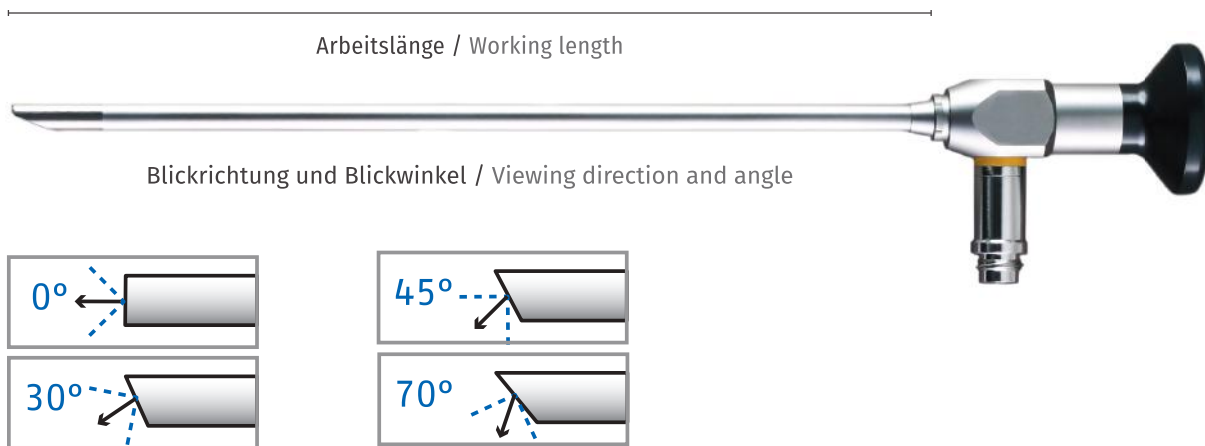 Arbeitslänge / Working length
Blickrichtung und Blickwinkel / Viewing direction and angle
0°
45°
30°
70°